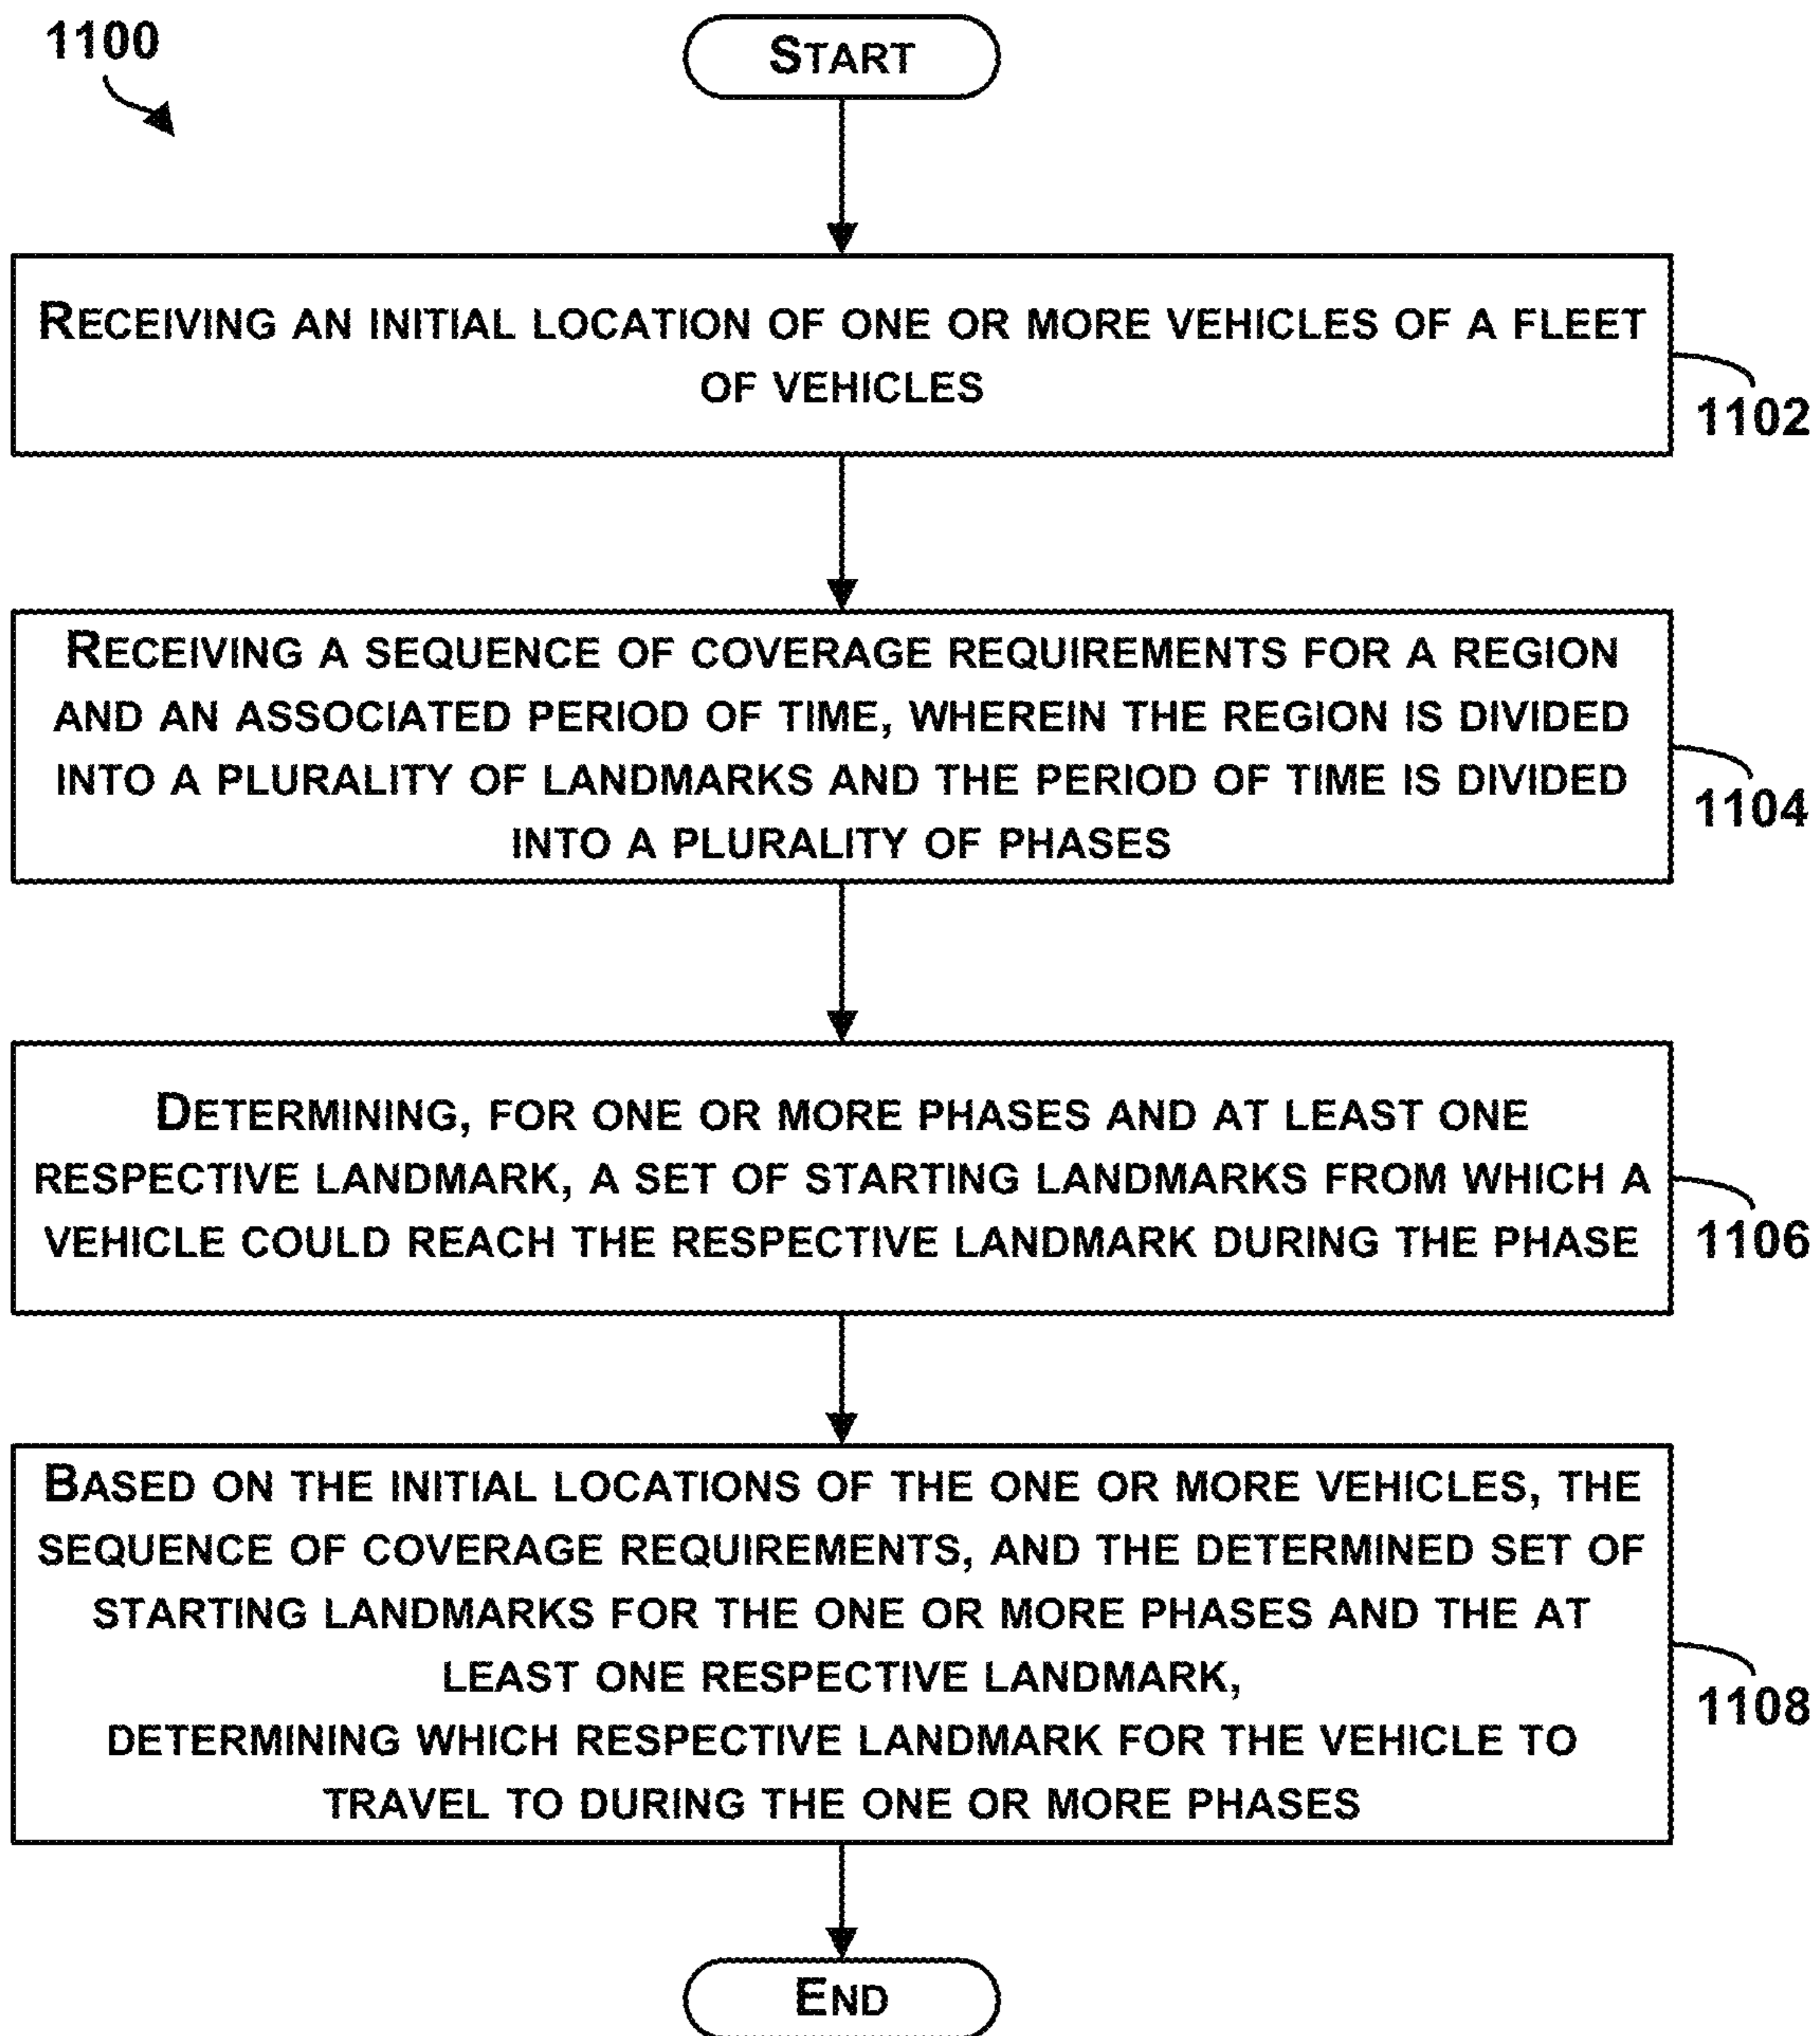 1100
START
RECEIVING AN INITIAL LOCATION OF ONE OR MORE VEHICLES OF A FLEET
OF VEHICLES
1102
RECEIVING A SEQUENCE OF COVERAGE REQUIREMENTS FOR A REGION
AND AN ASSOCIATED PERIOD OF TIME, WHEREIN THE REGION IS DIVIDED
INTO A PLURALITY OF LANDMARKS AND THE PERIOD OF TIME IS DIVIDED
INTO A PLURALITY OF PHASES
1104
DETERMINING, FOR ONE OR MORE PHASES AND AT LEAST ONE
RESPECTIVE LANDMARK, A SET OF STARTING LANDMARKS FROM WHICH A
VEHICLE COULD REACH THE RESPECTIVE LANDMARK DURING THE PHASE
1106
BASED ON THE INITIAL LOCATIONS OF THE ONE OR MORE VEHICLES, THE
SEQUENCE OF COVERAGE REQUIREMENTS, AND THE DETERMINED SET OF
STARTING LANDMARKS FOR THE ONE OR MORE PHASES AND THE AT
LEAST ONE RESPECTIVE LANDMARK,
DETERMINING WHICH RESPECTIVE LANDMARK FOR THE VEHICLE TO
TRAVEL TO DURING THE ONE OR MORE PHASES
1108
END